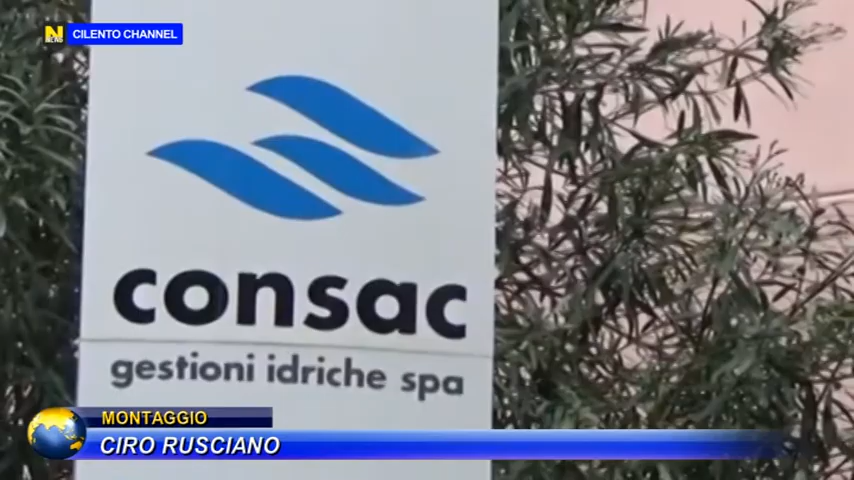 N
CILENTO CHANNEL
consac
gestioni idriche spa
MONTAGGIO
CIRO RUSCIANO